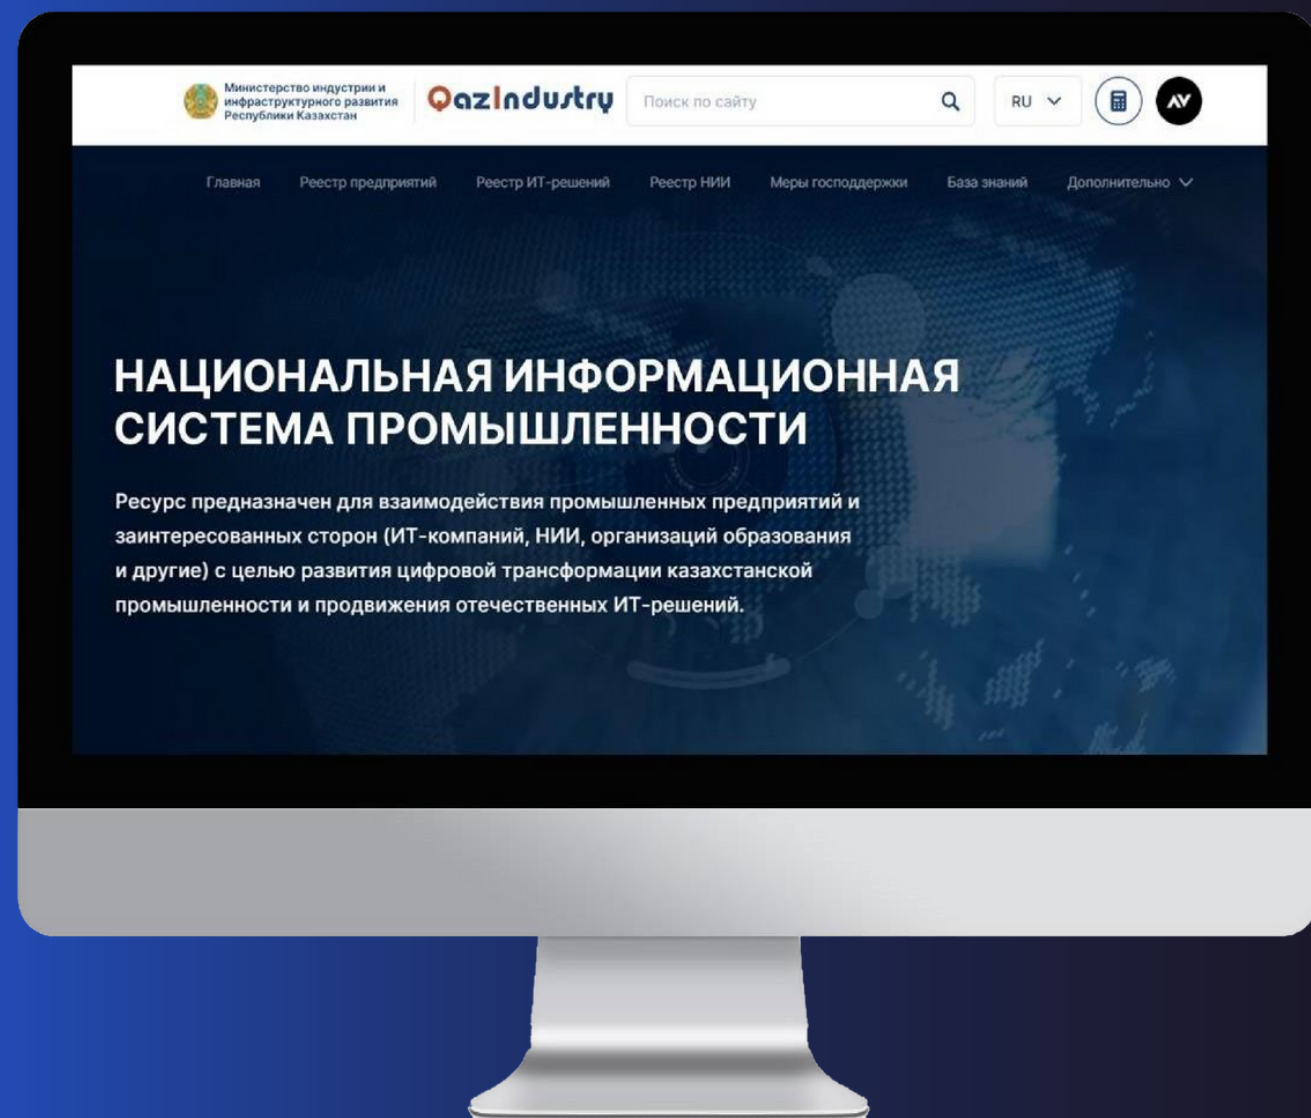 Министерство индустрии и
инфраструктурного развития
Республики Казахстан
QazIndustry
Поиск по сайту
RU
Главная Реестр предприятий Реестр ИТ-решений Реестр НИИ Меры господдержки База знаний Дополнительно
НАЦИОНАЛЬНАЯ ИНФОРМАЦИОННАЯ
СИСТЕМА ПРОМЫШЛЕННОСТИ
Ресурс предназначен для взаимодействия промышленных предприятий и
заинтересованных сторон (ИТ-компаний, НИИ, организаций образования
и другие) с целью развития цифровой трансформации казахстанской
промышленности и продвижения отечественных ИТ-решений.